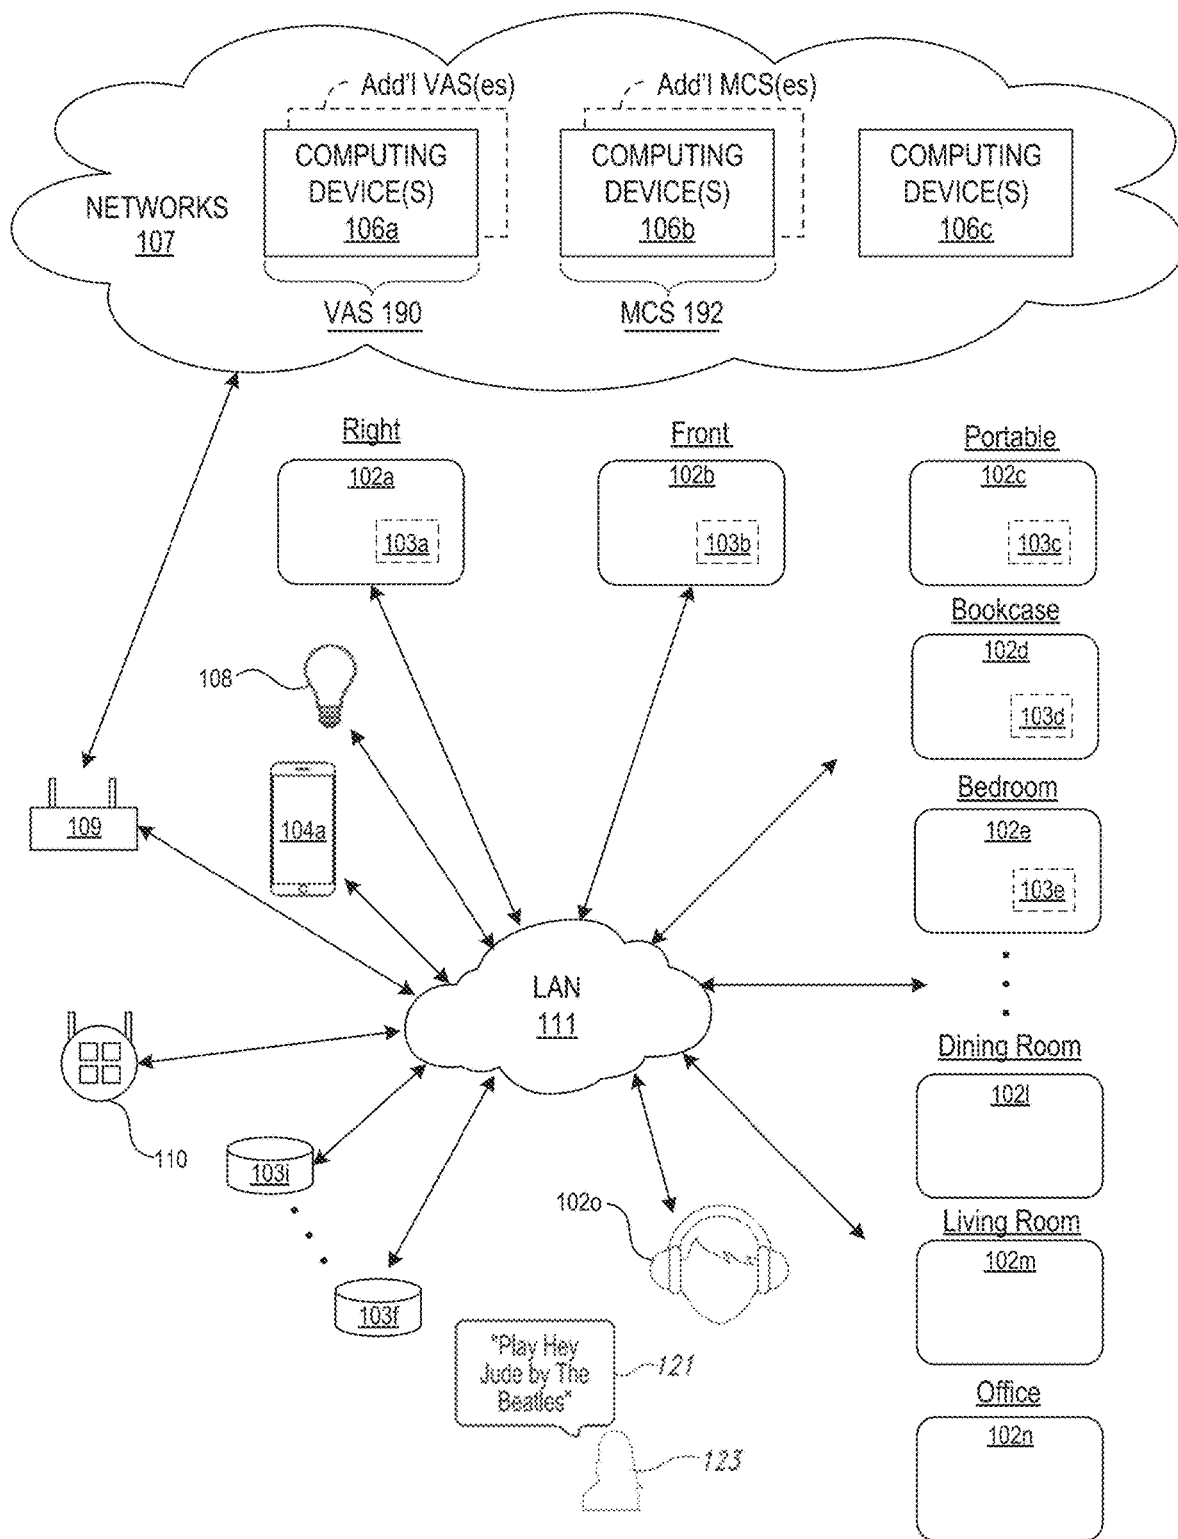 Add'l VAS(es)
Add'l MCS(es)
COMPUTING
DEVICE(S)
106a
COMPUTING
DEVICE(S)
106b
COMPUTING
DEVICE(S)
106c
NETWORKS
107
VAS 190
MCS 192
Right
102a
103a
Front
102b
103b
Portable
102c
103c
Bookcase
102d
103d
Bedroom
102e
103e
108
104a
109
LAN
111
110
Dining Room
102l
103i
Living Room
102m
102o
103f
"Play Hey
Jude by The
Beatles"
121
123
Office
102n